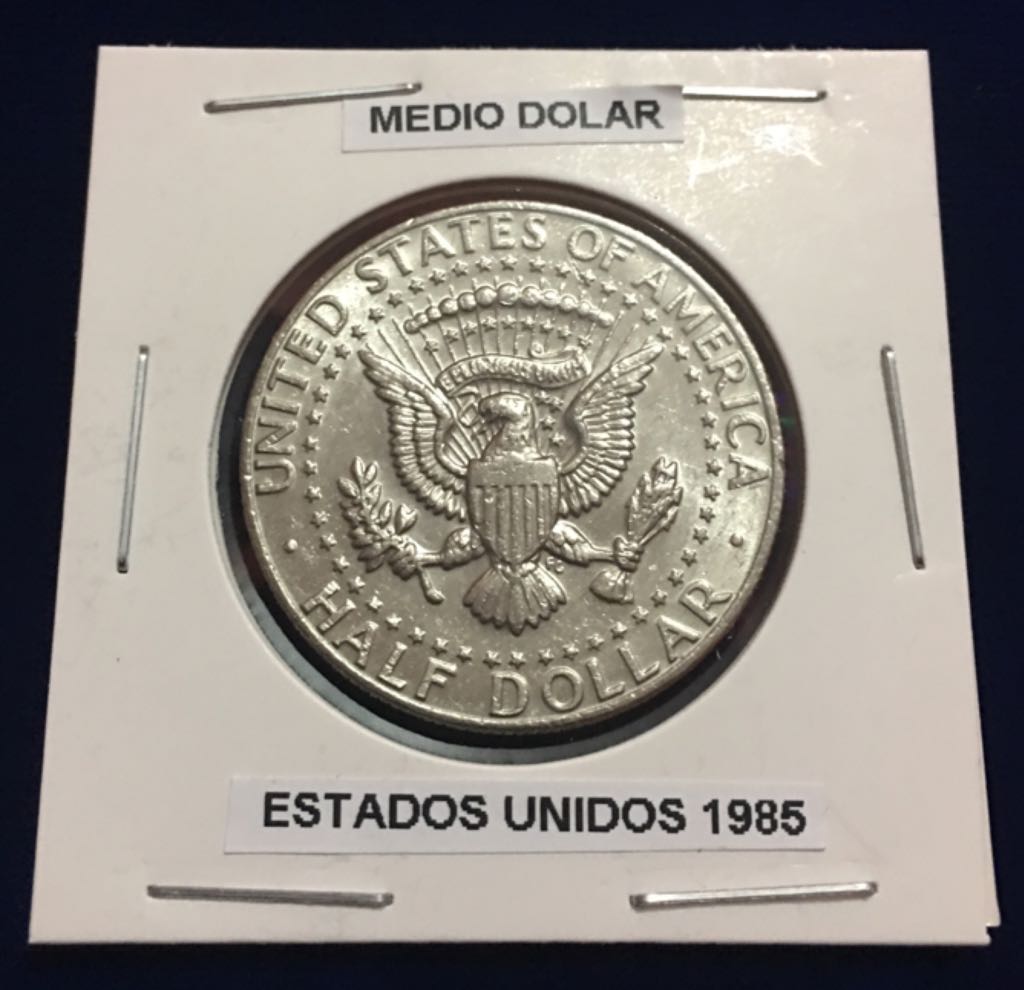 MEDIO DOLAR
UNITED STATES OF AMERICA
HALF DOLLAR
ESTADOS UNIDOS 1985